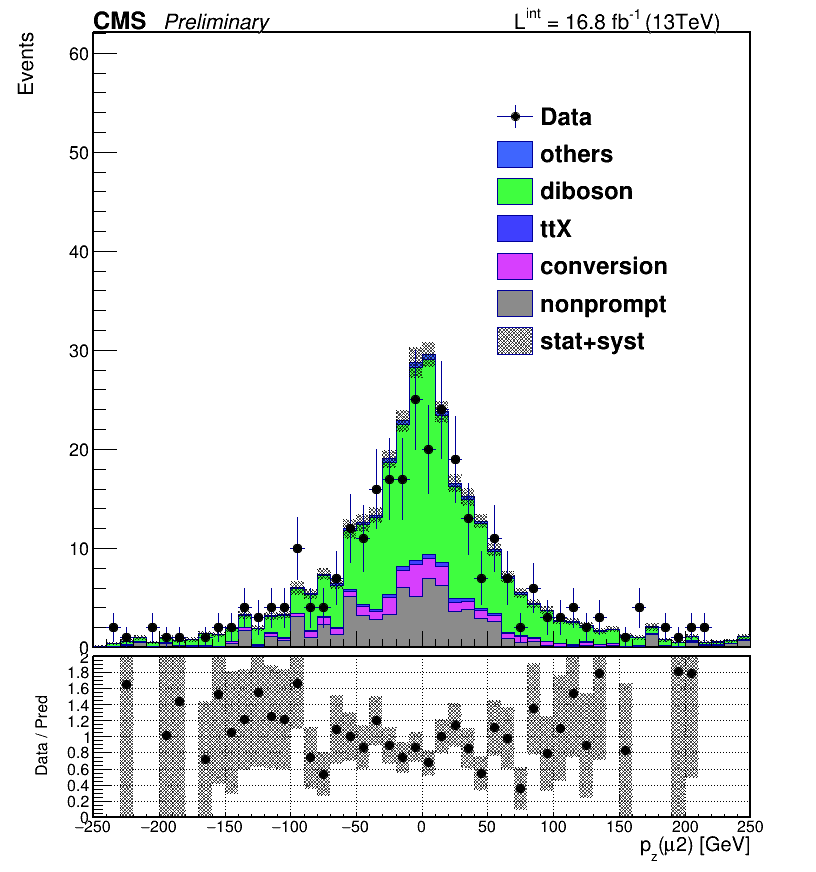 CMS Preliminary L^int = 16.8 fb^-1 (13TeV)
Events
60
50
40
30
20
10
0
Data
others
diboson
ttX
conversion
nonprompt
stat+syst
Data / Pred
2
1.8
1.6
1.4
1.2
1
0.8
0.6
0.4
0.2
0
−250 −200 −150 −100 −50 0 50 100 150 200 250
p_z(μ2) [GeV]